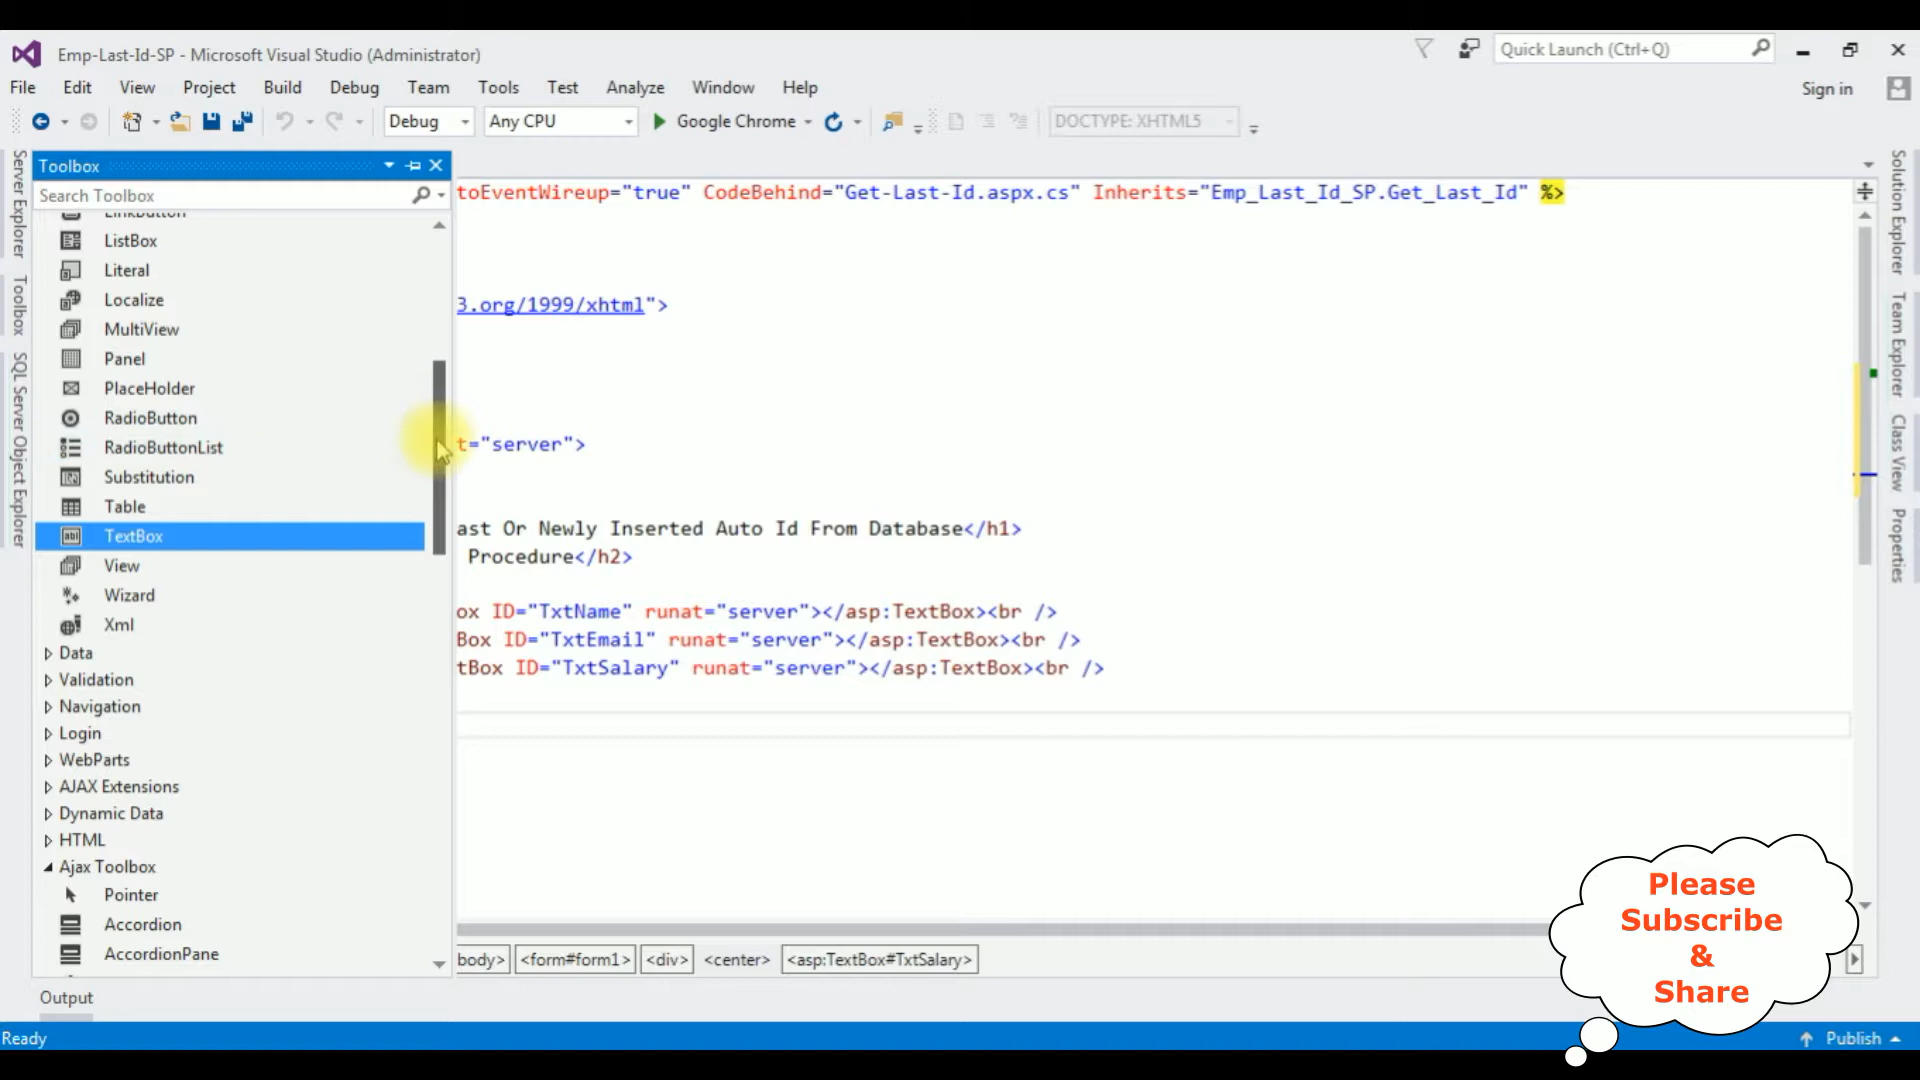 Emp-Last-Id-SP - Microsoft Visual Studio (Administrator)
Quick Launch (Ctrl+Q)
File Edit View Project Build Debug Team Tools Test Analyze Window Help
Sign in
Debug Any CPU Google Chrome DOCTYPE: XHTML5
Server Explorer
Toolbox
SQL Server Object Explorer
Toolbox
Search Toolbox
LinkButton
ListBox
Literal
Localize
MultiView
Panel
PlaceHolder
RadioButton
RadioButtonList
Substitution
Table
TextBox
View
Wizard
Xml
Data
Validation
Navigation
Login
WebParts
AJAX Extensions
Dynamic Data
HTML
Ajax Toolbox
Pointer
Accordion
AccordionPane
toEventWireup="true" CodeBehind="Get-Last-Id.aspx.cs" Inherits="Emp_Last_Id_SP.Get_Last_Id" %>
3.org/1999/xhtml">
t="server">
ast Or Newly Inserted Auto Id From Database</h1>
Procedure</h2>
ox ID="TxtName" runat="server"></asp:TextBox><br />
Box ID="TxtEmail" runat="server"></asp:TextBox><br />
tBox ID="TxtSalary" runat="server"></asp:TextBox><br />
body> <form#form1> <div> <center> <asp:TextBox#TxtSalary>
Solution Explorer
Team Explorer
Class View
Properties
Please
Subscribe
&
Share
Output
Ready
Publish